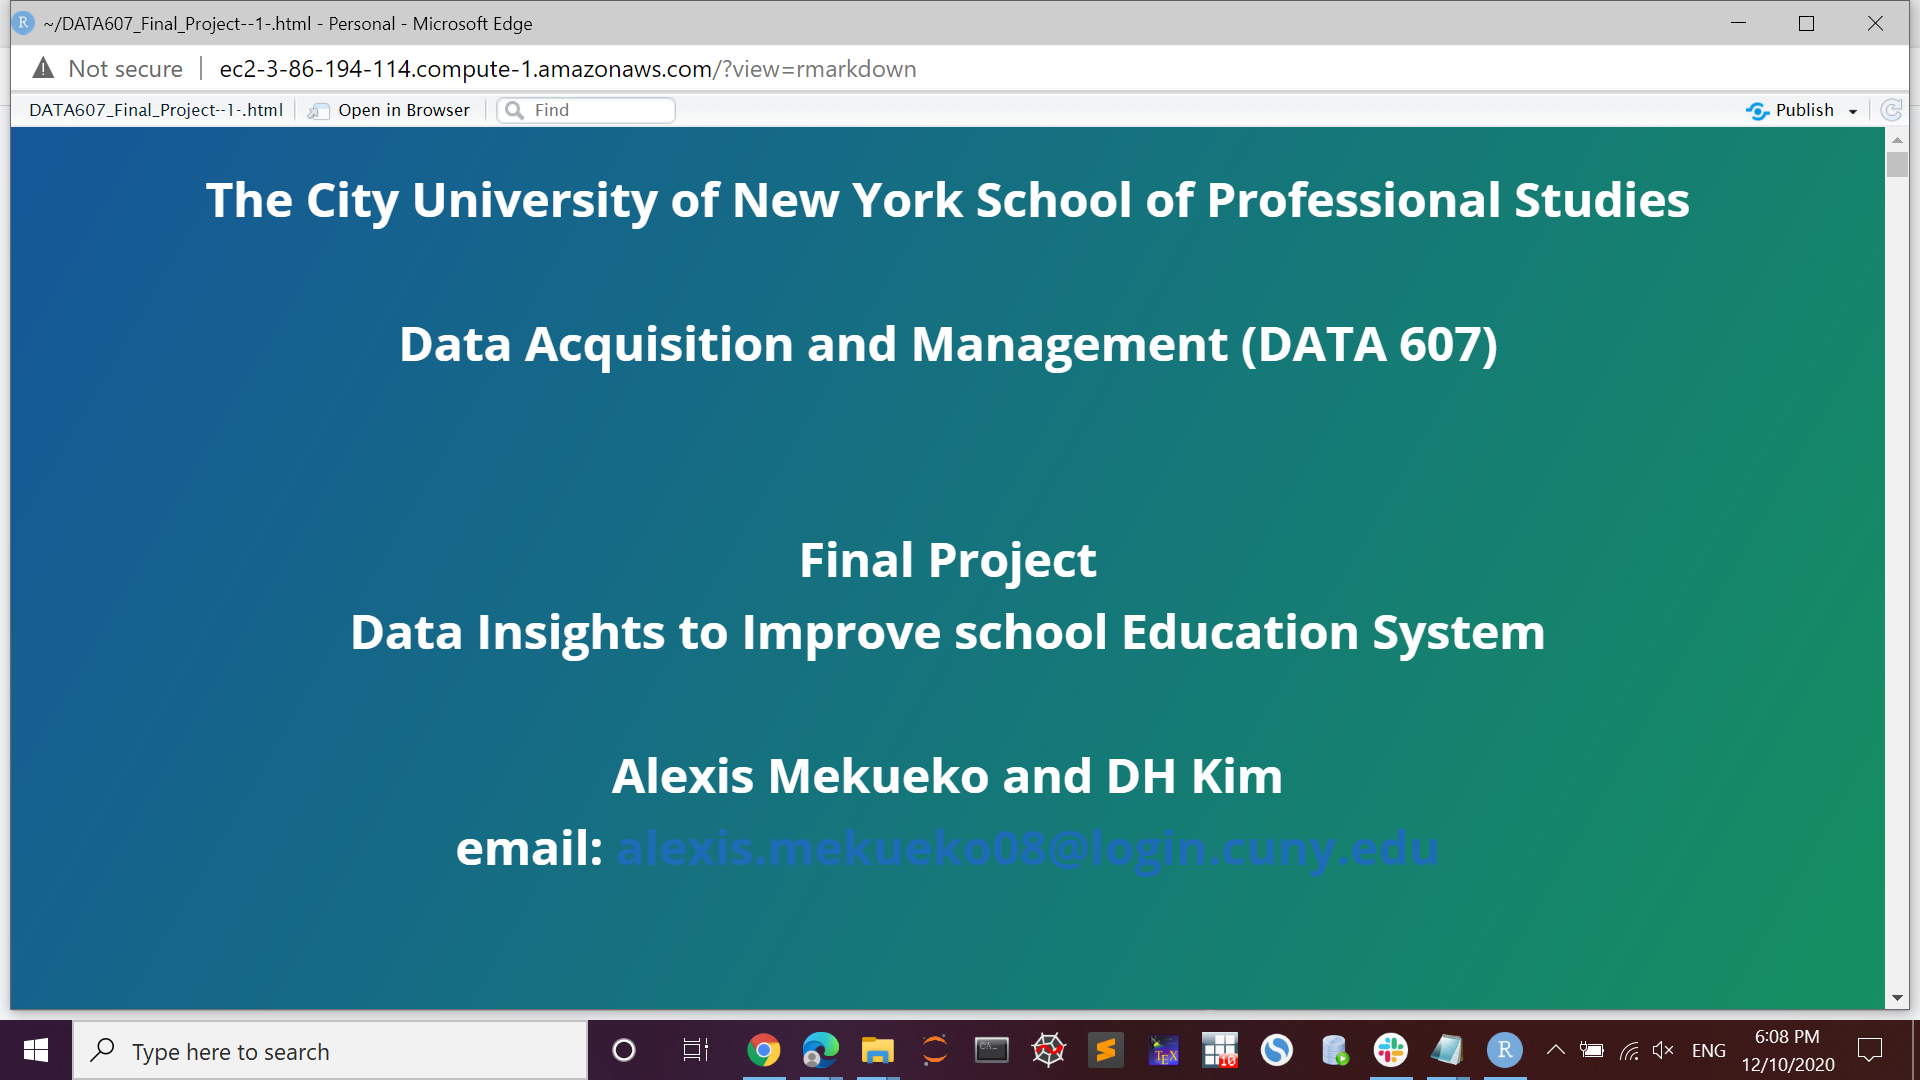 ~/DATA607_Final_Project--1-.html - Personal - Microsoft Edge
Not secure | ec2-3-86-194-114.compute-1.amazonaws.com/?view=rmarkdown
DATA607_Final_Project--1-.html Open in Browser Find Publish
The City University of New York School of Professional Studies
Data Acquisition and Management (DATA 607)
Final Project
Data Insights to Improve school Education System
Alexis Mekueko and DH Kim
email: alexis.mekueko08@login.cuny.edu
Type here to search
TEX
10
R
ENG
6:08 PM
12/10/2020